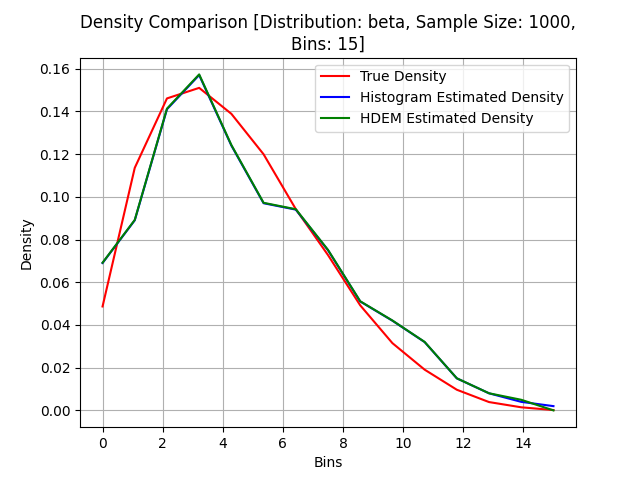 Density Comparison [Distribution: beta, Sample Size: 1000,
Bins: 15]
True Density
Histogram Estimated Density
HDEM Estimated Density
Density
0.16
0.14
0.12
0.10
0.08
0.06
0.04
0.02
0.00
0 2 4 6 8 10 12 14
Bins